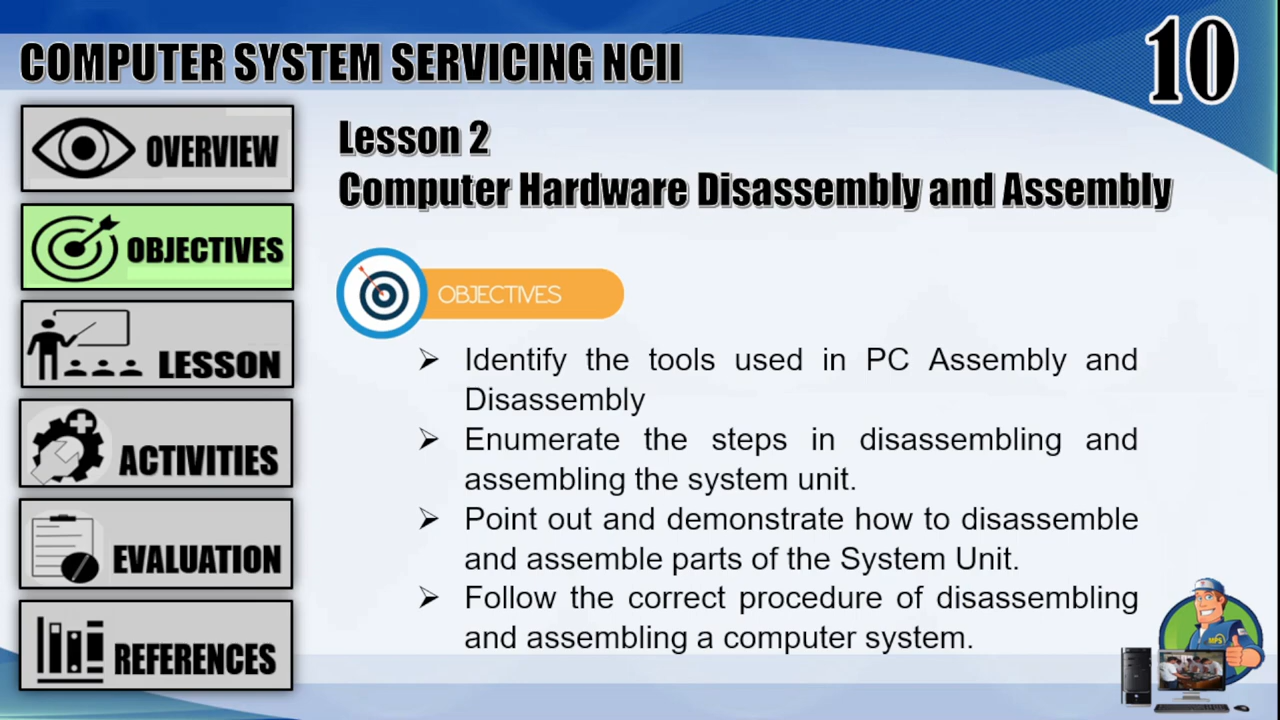 COMPUTER SYSTEM SERVICING NCII
10
OVERVIEW
OBJECTIVES
LESSON
ACTIVITIES
EVALUATION
REFERENCES
Lesson 2
Computer Hardware Disassembly and Assembly
OBJECTIVES
➢ Identify the tools used in PC Assembly and
Disassembly
➢ Enumerate the steps in disassembling and
assembling the system unit.
➢ Point out and demonstrate how to disassemble
and assemble parts of the System Unit.
➢ Follow the correct procedure of disassembling
and assembling a computer system.